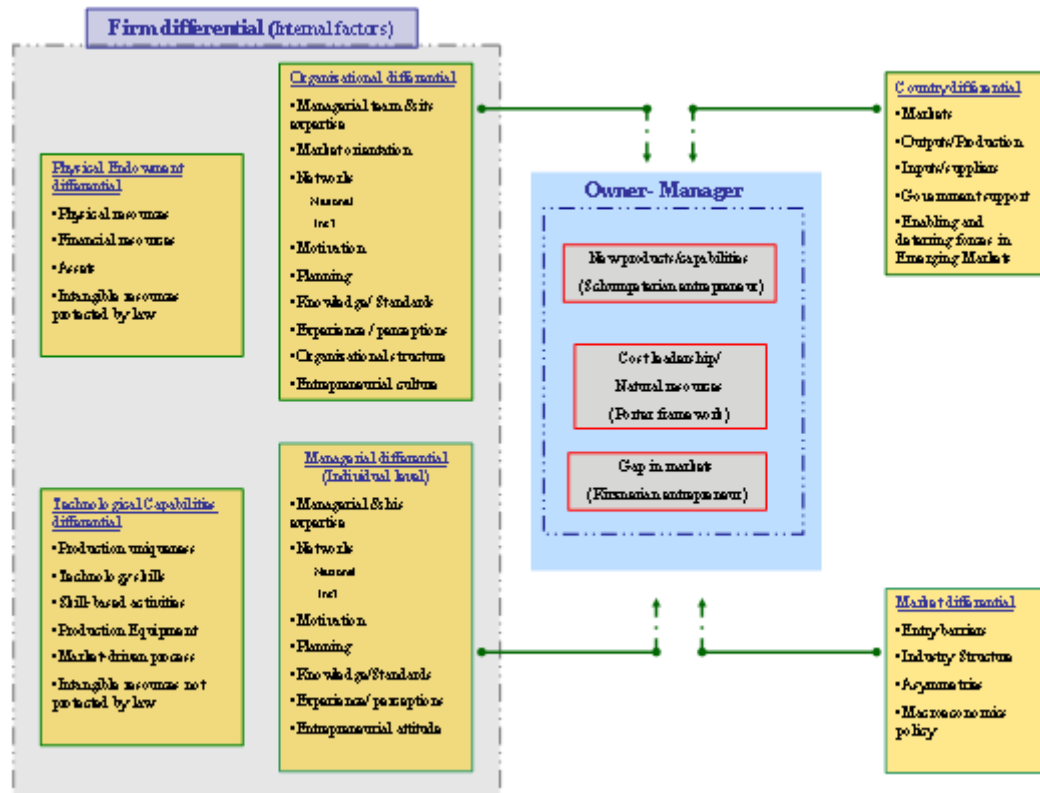 Firm differential (Internal factors)
Organisational differential
•Managerial team & its
expertise
•Market orientation
•Networks
National
Int'l
•Motivation
•Planning
•Knowledge/ Standards
•Experience / perceptions
•Organisational structure
•Entrepreneurial culture
Physical Endowment
differential
•Physical resources
•Financial resources
•Assets
•Intangible resources
protected by law
Managerial differential
(Individual level)
•Managerial & his
expertise
•Networks
National
Int'l
•Motivation
•Planning
•Knowledge/Standards
•Experience/ perceptions
•Entrepreneurial attitude
Technological Capabilities
differential
•Production uniqueness
•Technology skills
•Skill-based activities
•Production Equipment
•Market-driven process
•Intangible resources not
protected by law
Owner- Manager
New products/capabilities
(Schumpeterian entrepreneur)
Cost leadership/
Natural resources
(Porter framework)
Gap in markets
(Kirznerian entrepreneur)
Country differential
•Markets
•Outputs/Production
•Inputs/suppliers
•Government support
•Enabling and
deterring forces in
Emerging Markets
Market differential
•Entry barriers
•Industry Structure
•Asymmetries
•Macroeconomics
policy